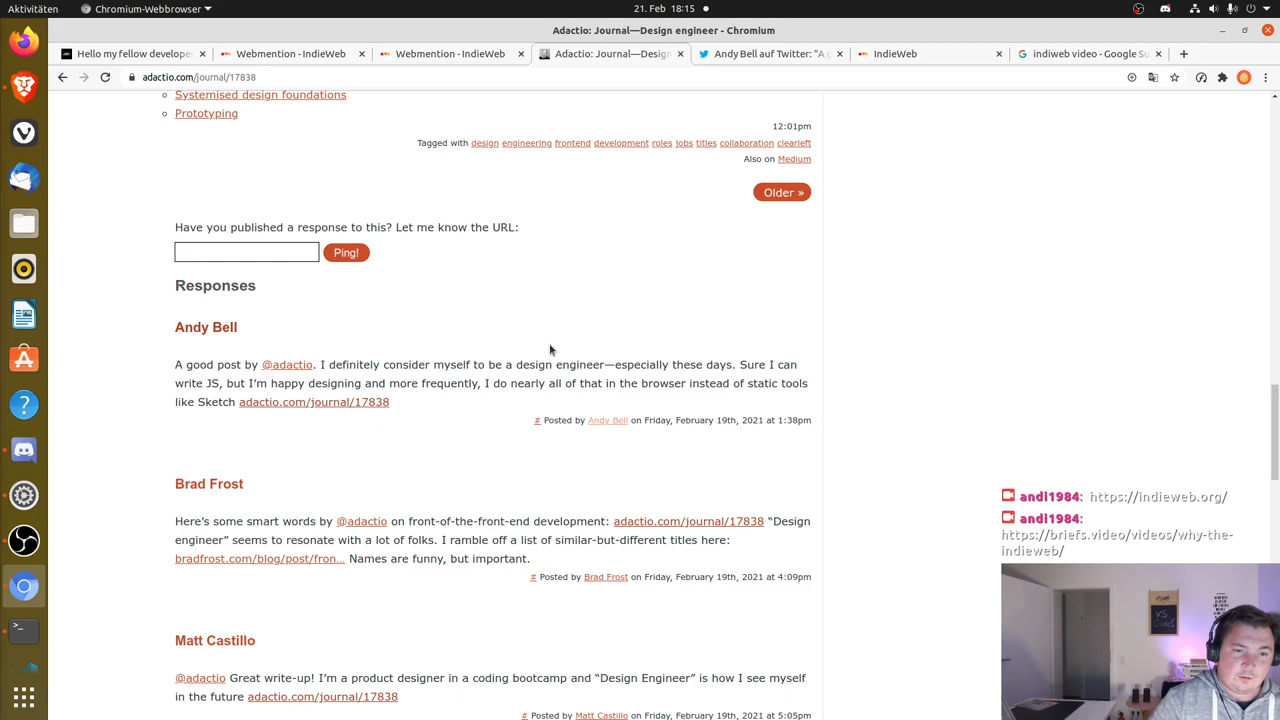 Aktivitäten
Chromium-Webbrowser
21. Feb 18:15
Adactio: Journal—Design engineer - Chromium
Hello my fellow develope
Webmention - IndieWeb
Webmention - IndieWeb
Adactio: Journal—Desig
Andy Bell auf Twitter: "A g
IndieWeb
indiweb video - Google Su
adactio.com/journal/17838
Systemised design foundations
Prototyping
12:01pm
Tagged with design engineering frontend development roles jobs titles collaboration clearleft
Also on Medium
Older »
Have you published a response to this? Let me know the URL:
Ping!
Responses
Andy Bell
A good post by @adactio. I definitely consider myself to be a design engineer—especially these days. Sure I can
write JS, but I'm happy designing and more frequently, I do nearly all of that in the browser instead of static tools
like Sketch adactio.com/journal/17838
# Posted by Andy Bell on Friday, February 19th, 2021 at 1:38pm
Brad Frost
Here's some smart words by @adactio on front-of-the-front-end development: adactio.com/journal/17838 "Design
engineer" seems to resonate with a lot of folks. I ramble off a list of similar-but-different titles here:
bradfrost.com/blog/post/fron... Names are funny, but important.
# Posted by Brad Frost on Friday, February 19th, 2021 at 4:09pm
Matt Castillo
@adactio Great write-up! I'm a product designer in a coding bootcamp and "Design Engineer" is how I see myself
in the future adactio.com/journal/17838
# Posted by Matt Castillo on Friday, February 19th, 2021 at 5:05pm
andi1984: https://indieweb.org/
andi1984:
https://briefs.video/videos/why-the-
indieweb/
VS